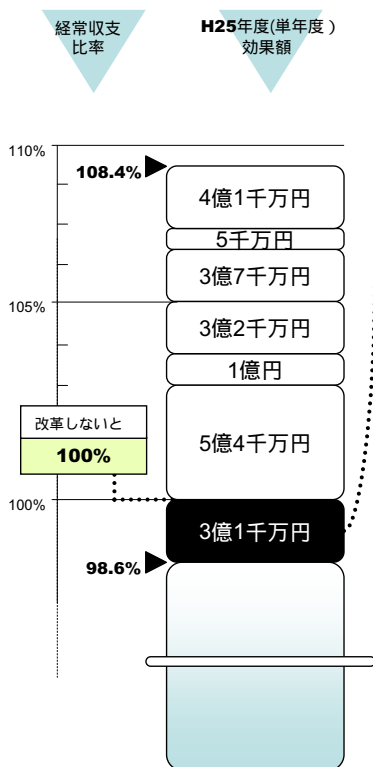 経常収支
比率
H25年度(単年度）
効果額
110%
108.4%
4億1千万円
5千万円
3億7千万円
105%
3億2千万円
1億円
改革しないと
100%
5億4千万円
100%
3億1千万円
98.6%